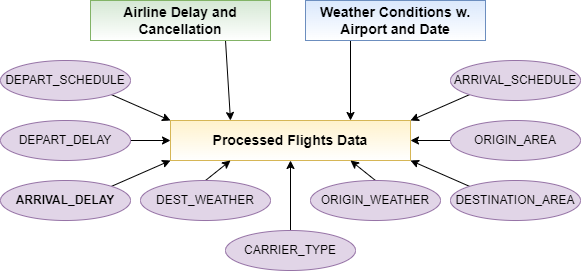 Airline Delay and
Cancellation
Weather Conditions w.
Airport and Date
DEPART_SCHEDULE
ARRIVAL_SCHEDULE
DEPART_DELAY
Processed Flights Data
ORIGIN_AREA
ARRIVAL_DELAY
DEST_WEATHER
ORIGIN_WEATHER
DESTINATION_AREA
CARRIER_TYPE